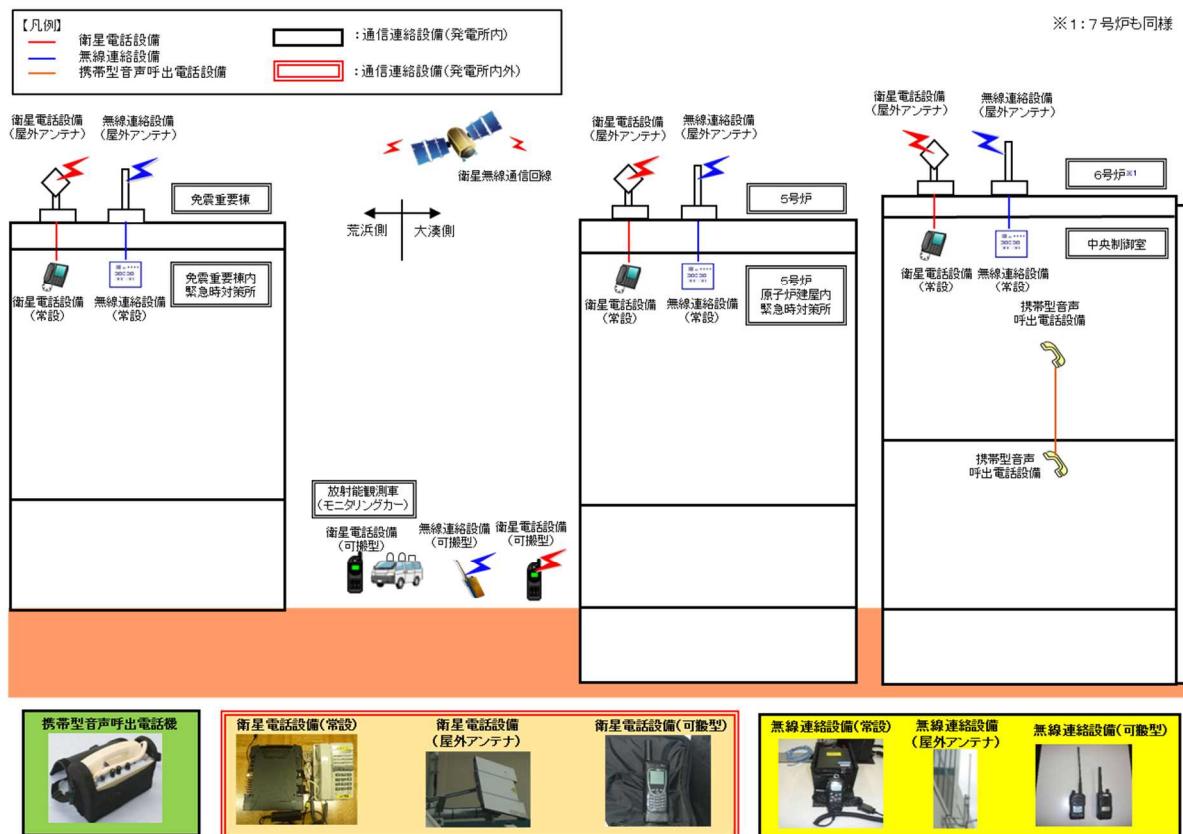 【凡例】
衛星電話設備
無線連絡設備
携帯型音声呼出電話設備
：通信連絡設備(発電所内)
：通信連絡設備(発電所内外)
※1：7号炉も同様
衛星電話設備
(屋外アンテナ)
無線連絡設備
(屋外アンテナ)
免震重要棟
衛星電話設備
(常設)
無線連絡設備
(常設)
免震重要棟内
緊急時対策所
衛星無線通信回線
荒浜側
大湊側
衛星電話設備
(屋外アンテナ)
無線連絡設備
(屋外アンテナ)
5号炉
衛星電話設備
(常設)
無線連絡設備
(常設)
5号炉
原子炉建屋内
緊急時対策所
衛星電話設備
(屋外アンテナ)
無線連絡設備
(屋外アンテナ)
6号炉※1
衛星電話設備
(常設)
無線連絡設備
(常設)
中央制御室
携帯型音声
呼出電話設備
携帯型音声
呼出電話設備
放射能観測車
(モニタリングカー)
衛星電話設備
(可搬型)
無線連絡設備
(可搬型)
衛星電話設備
(可搬型)
携帯型音声呼出電話機
衛星電話設備(常設)
衛星電話設備
(屋外アンテナ)
衛星電話設備(可搬型)
無線連絡設備(常設)
無線連絡設備
(屋外アンテナ)
無線連絡設備(可搬型)